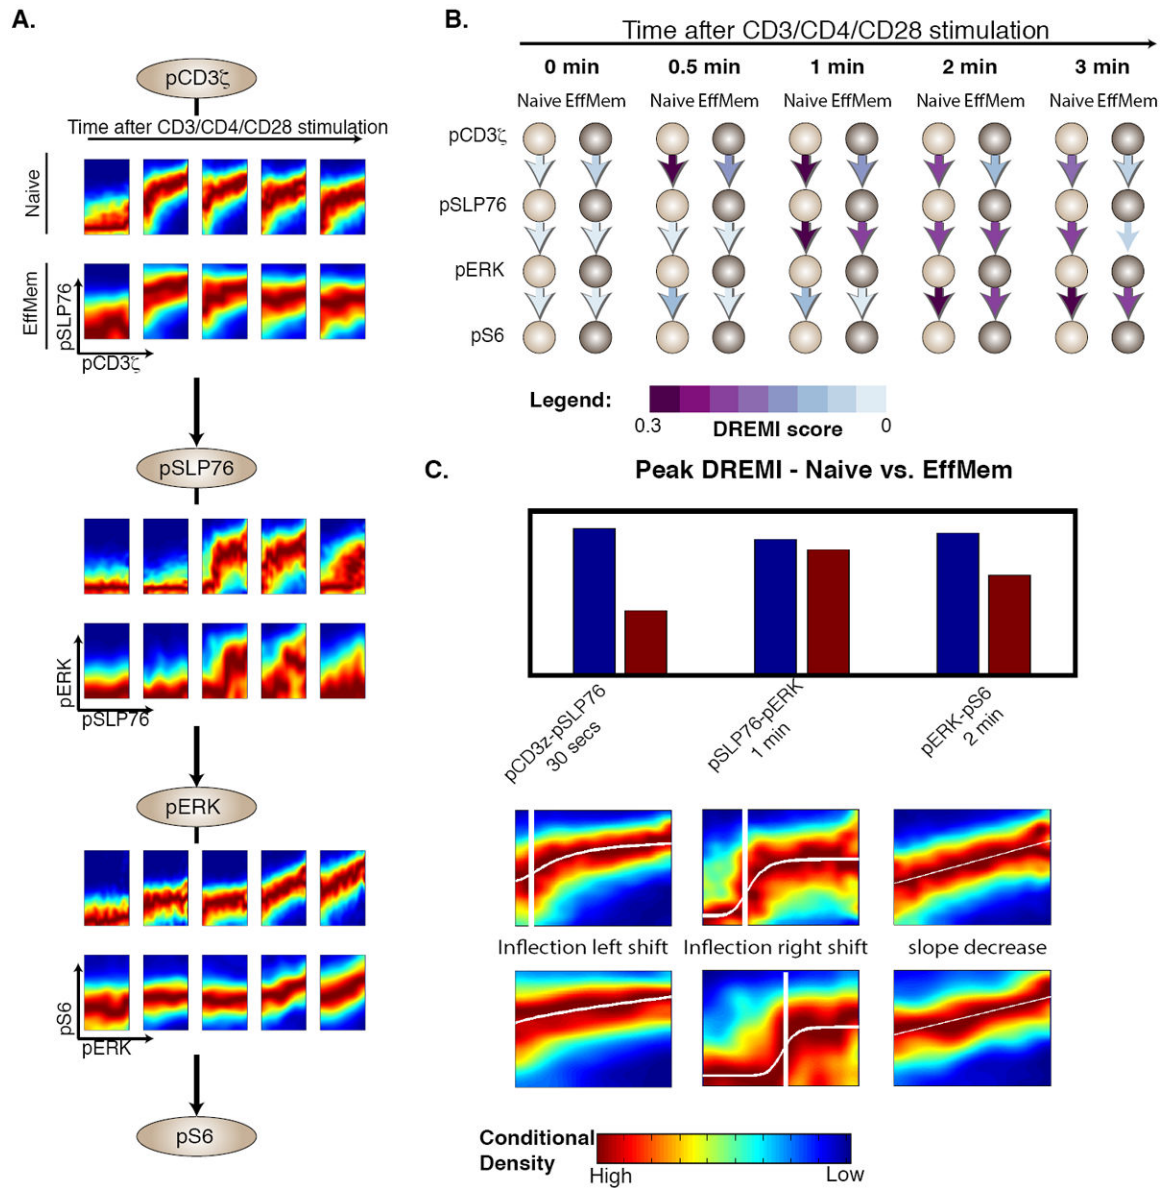 A.
pCD3ζ
Time after CD3/CD4/CD28 stimulation
Naive
EffMem
pSLP76
pCD3ζ
pSLP76
pERK
pSLP76
pERK
pS6
pERK
pS6
B.
Time after CD3/CD4/CD28 stimulation
0 min 0.5 min 1 min 2 min 3 min
Naive EffMem Naive EffMem Naive EffMem Naive EffMem Naive EffMem
pCD3ζ
pSLP76
pERK
pS6
Legend:
0.3 DREMI score 0
C.
Peak DREMI - Naive vs. EffMem
pCD3z-pSLP76
30 secs
pSLP76-pERK
1 min
pERK-pS6
2 min
Inflection left shift Inflection right shift slope decrease
Conditional
Density
High Low